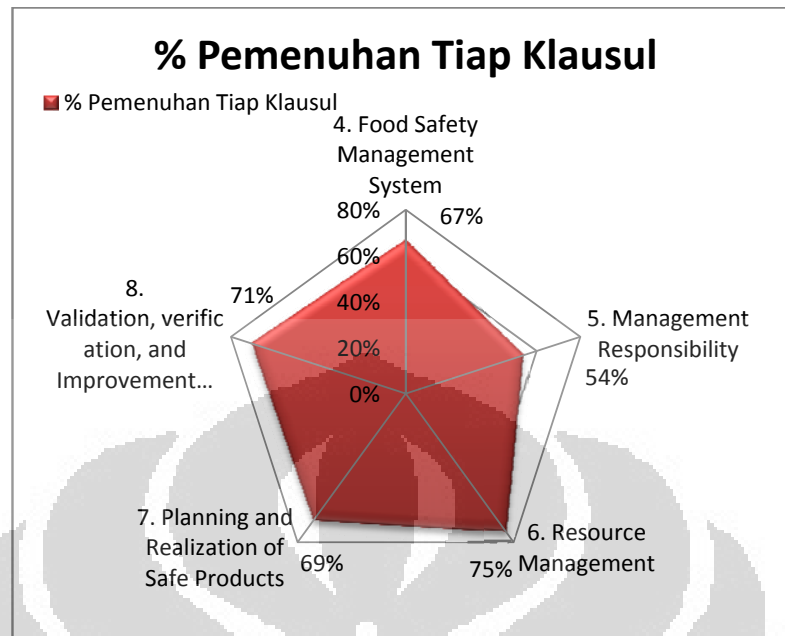 % Pemenuhan Tiap Klausul
% Pemenuhan Tiap Klausul
4. Food Safety
Management
System
67%
80%
60%
40%
20%
0%
5. Management
Responsibility
54%
6. Resource
Management
75%
7. Planning and
Realization of
Safe Products
69%
8.
Validation, verific
ation, and
Improvement…
71%